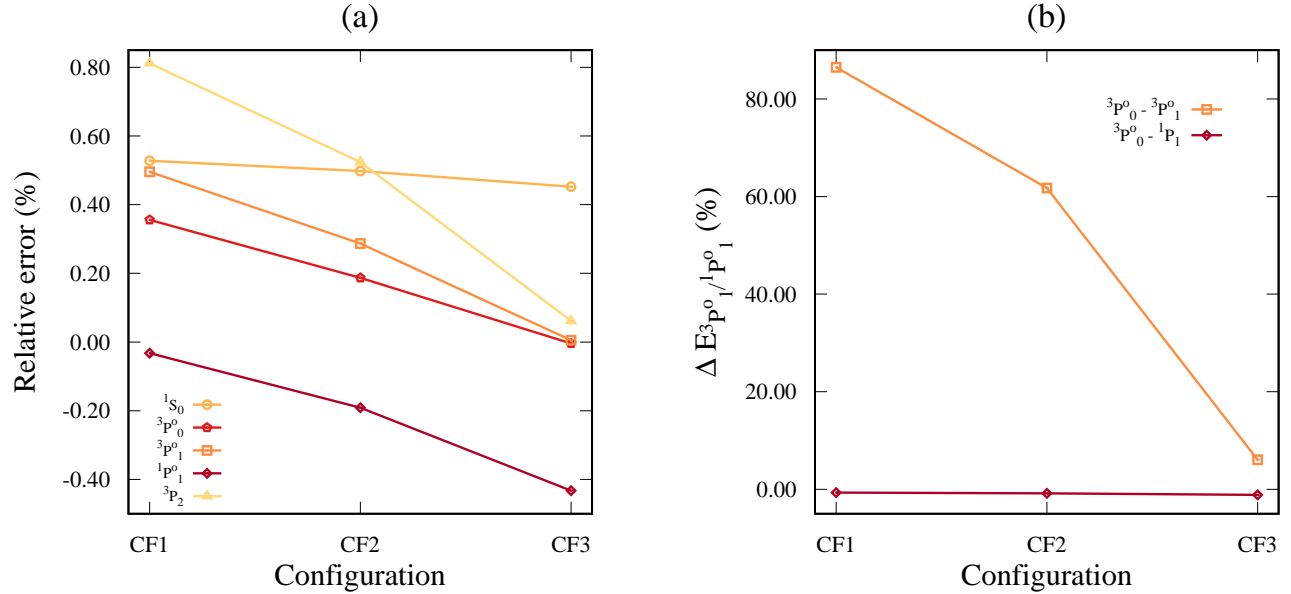 (a)
Relative error (%)
0.80
0.60
0.40
0.20
0.00
-0.20
-0.40
¹S₀
³Pᵒ₀
³Pᵒ₁
¹Pᵒ₁
³P₂
CF1 CF2 CF3
Configuration
(b)
Δ E³Pᵒ₁/¹Pᵒ₁ (%)
80.00
60.00
40.00
20.00
0.00
³Pᵒ₀ - ³Pᵒ₁
³Pᵒ₀ - ¹P₁
CF1 CF2 CF3
Configuration